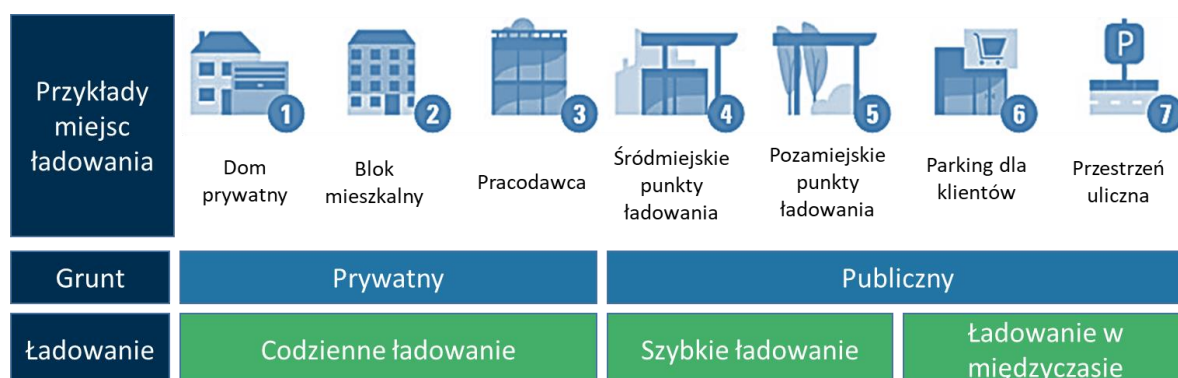 Przykłady
miejsc
ładowania
1
2
3
4
5
6
P
7
Dom
prywatny
Blok
mieszkalny
Pracodawca
Śródmiejskie
punkty
ładowania
Pozamiejskie
punkty
ładowania
Parking dla
klientów
Przestrzeń
uliczna
Grunt
Prywatny
Publiczny
Ładowanie
Codzienne ładowanie
Szybkie ładowanie
Ładowanie w
międzyczasie